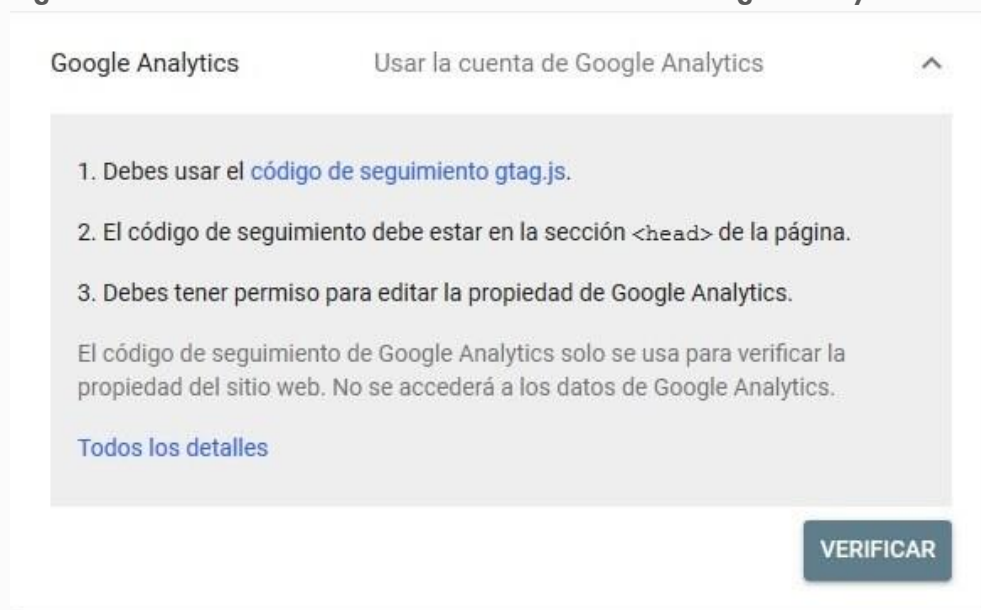 Google Analytics Usar la cuenta de Google Analytics
1. Debes usar el código de seguimiento gtag.js.
2. El código de seguimiento debe estar en la sección <head> de la página.
3. Debes tener permiso para editar la propiedad de Google Analytics.
El código de seguimiento de Google Analytics solo se usa para verificar la
propiedad del sitio web. No se accederá a los datos de Google Analytics.
Todos los detalles
VERIFICAR